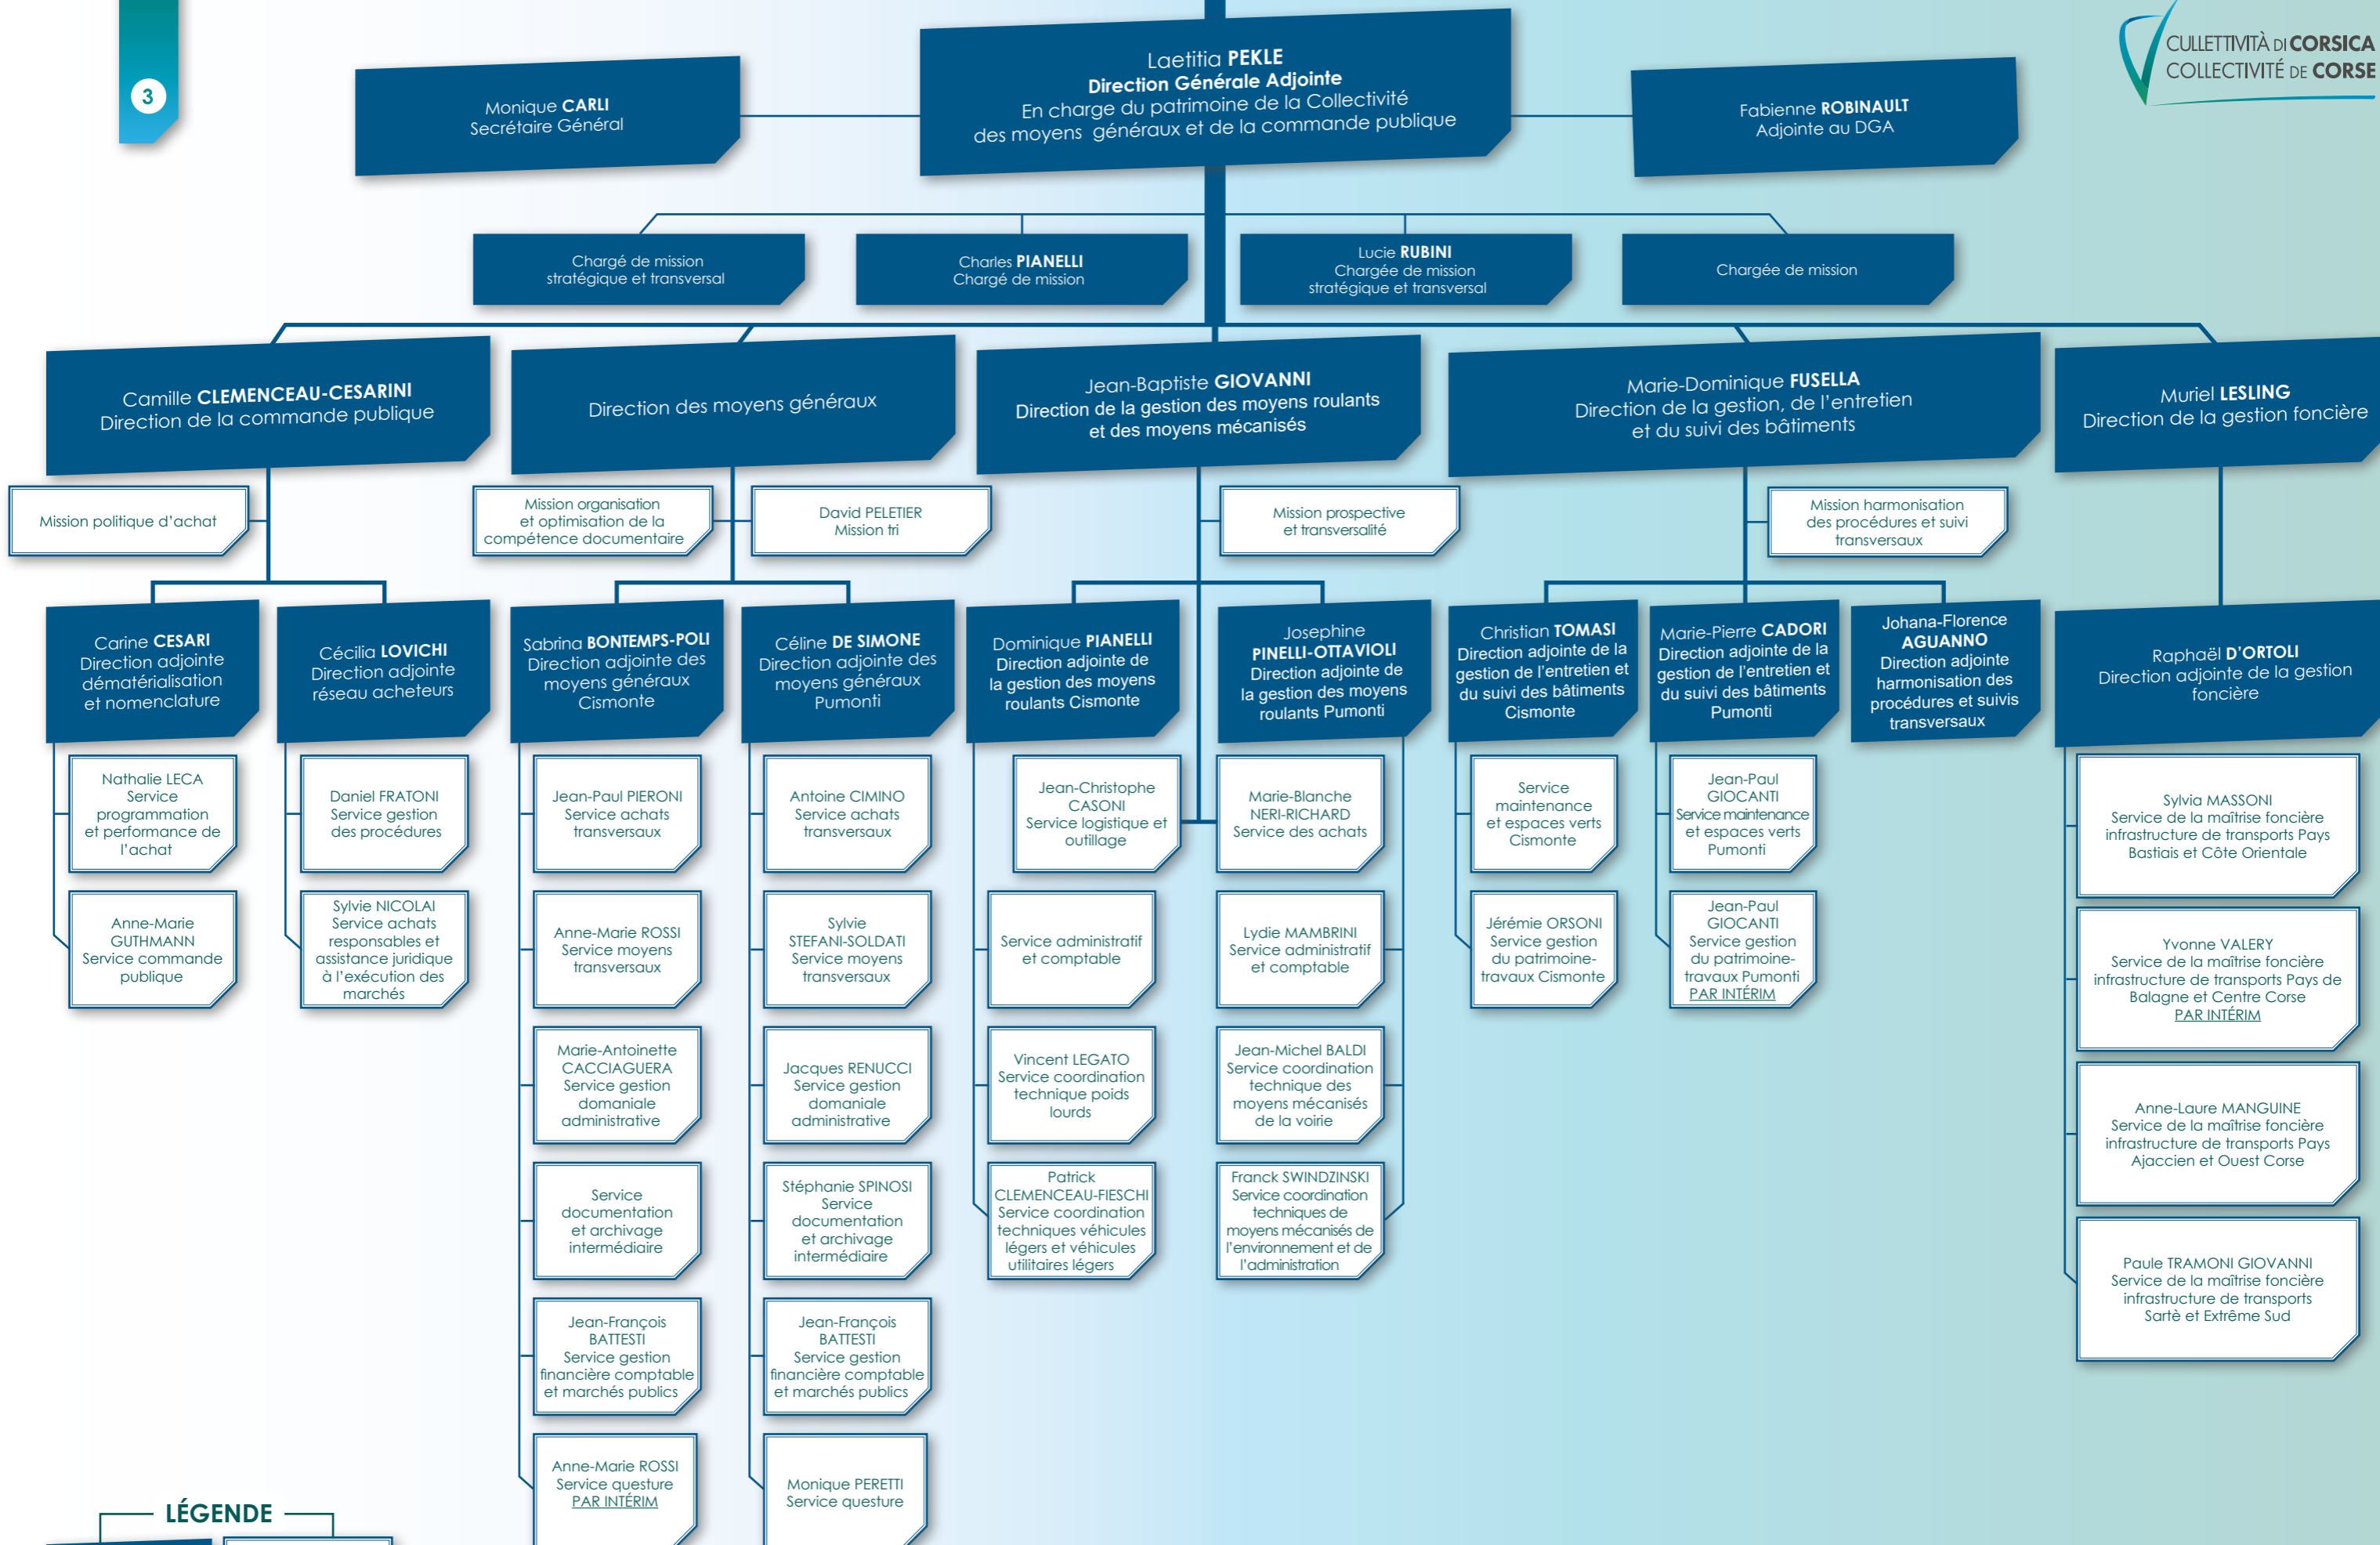 3
CULLETTIVITÀ DI CORSICA
COLLECTIVITÉ DE CORSE
Laetitia PEKLE
Direction Générale Adjointe
En charge du patrimoine de la Collectivité
des moyens généraux et de la commande publique
Monique CARLI
Secrétaire Général
Fabienne ROBINAULT
Adjointe au DGA
Chargé de mission
stratégique et transversal
Charles PIANELLI
Chargé de mission
Lucie RUBINI
Chargée de mission
stratégique et transversal
Chargée de mission
Camille CLEMENCEAU-CESARINI
Direction de la commande publique
Direction des moyens généraux
Jean-Baptiste GIOVANNI
Direction de la gestion des moyens roulants
et des moyens mécanisés
Marie-Dominique FUSELLA
Direction de la gestion, de l'entretien
et du suivi des bâtiments
Muriel LESLING
Direction de la gestion foncière
Mission politique d'achat
Mission organisation
et optimisation de la
compétence documentaire
David PELETIER
Mission tri
Mission prospective
et transversalité
Mission harmonisation
des procédures et suivi
transversaux
Carine CESARI
Direction adjointe
dématérialisation
et nomenclature
Cécilia LOVICHI
Direction adjointe
réseau acheteurs
Sabrina BONTEMPS-POLI
Direction adjointe des
moyens généraux
Cismonte
Céline DE SIMONE
Direction adjointe des
moyens généraux
Pumonti
Dominique PIANELLI
Direction adjointe de
la gestion des moyens
roulants Cismonte
Josephine
PINELLI-OTTAVIOLI
Direction adjointe de
la gestion des moyens
roulants Pumonti
Christian TOMASI
Direction adjointe de la
gestion de l'entretien et
du suivi des bâtiments
Cismonte
Marie-Pierre CADORI
Direction adjointe de la
gestion de l'entretien et
du suivi des bâtiments
Pumonti
Johana-Florence
AGUANNO
Direction adjointe
harmonisation des
procédures et suivis
transversaux
Raphaël D'ORTOLI
Direction adjointe de la gestion
foncière
Nathalie LECA
Service
programmation
et performance de
l'achat
Anne-Marie
GUTHMANN
Service commande
publique
Daniel FRATONI
Service gestion
des procédures
Sylvie NICOLAI
Service achats
responsables et
assistance juridique
à l'exécution des
marchés
Jean-Paul PIERONI
Service achats
transversaux
Anne-Marie ROSSI
Service moyens
transversaux
Marie-Antoinette
CACCIAGUERA
Service gestion
domaniale
administrative
Service
documentation
et archivage
intermédiaire
Jean-François
BATTESTI
Service gestion
financière comptable
et marchés publics
Anne-Marie ROSSI
Service questure
PAR INTÉRIM
Antoine CIMINO
Service achats
transversaux
Sylvie
STEFANI-SOLDATI
Service moyens
transversaux
Jacques RENUCCI
Service gestion
domaniale
administrative
Stéphanie SPINOSI
Service
documentation
et archivage
intermédiaire
Jean-François
BATTESTI
Service gestion
financière comptable
et marchés publics
Monique PERETTI
Service questure
Jean-Christophe
CASONI
Service logistique et
outillage
Service administratif
et comptable
Vincent LEGATO
Service coordination
technique poids
lourds
Patrick
CLEMENCEAU-FIESCHI
Service coordination
techniques véhicules
légers et véhicules
utilitaires légers
Marie-Blanche
NERI-RICHARD
Service des achats
Lydie MAMBRINI
Service administratif
et comptable
Jean-Michel BALDI
Service coordination
technique des
moyens mécanisés
de la voirie
Franck SWINDZINSKI
Service coordination
techniques de
moyens mécanisés de
l'environnement et de
l'administration
Service
maintenance
et espaces verts
Cismonte
Jérémie ORSONI
Service gestion
du patrimoine-
travaux Cismonte
Jean-Paul
GIOCANTI
Service maintenance
et espaces verts
Pumonti
Jean-Paul
GIOCANTI
Service gestion
du patrimoine-
travaux Pumonti
PAR INTÉRIM
Sylvia MASSONI
Service de la maîtrise foncière
infrastructure de transports Pays
Bastiais et Côte Orientale
Yvonne VALERY
Service de la maîtrise foncière
infrastructure de transports Pays de
Balagne et Centre Corse
PAR INTÉRIM
Anne-Laure MANGUINE
Service de la maîtrise foncière
infrastructure de transports Pays
Ajaccien et Ouest Corse
Paule TRAMONI GIOVANNI
Service de la maîtrise foncière
infrastructure de transports
Sartè et Extrême Sud
LÉGENDE